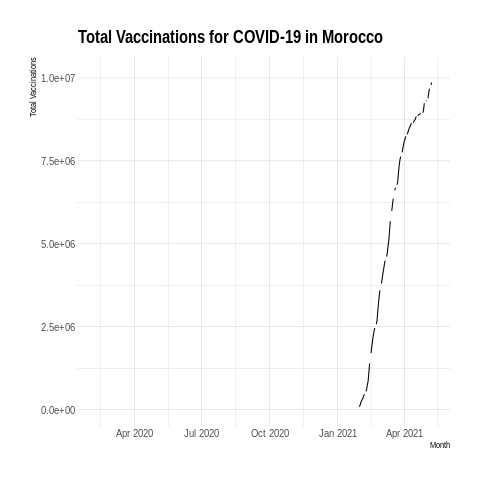 Total Vaccinations for COVID-19 in Morocco
Total Vaccinations
1.0e+07
7.5e+06
5.0e+06
2.5e+06
0.0e+00
Apr 2020 Jul 2020 Oct 2020 Jan 2021 Apr 2021
Month